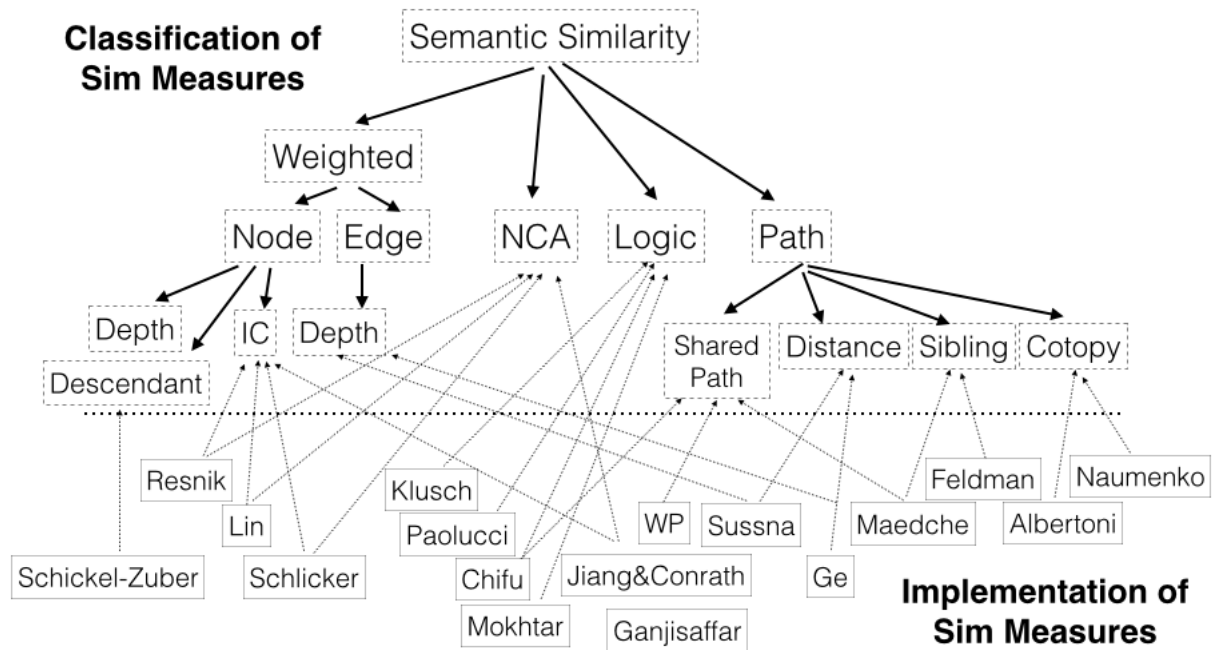 Classification of
Sim Measures
Semantic Similarity
Weighted
Node
Edge
NCA
Logic
Path
Depth
IC
Depth
Descendant
Shared
Path
Distance
Sibling
Cotopy
Resnik
Klusch
Feldman
Naumenko
Lin
Paolucci
WP
Sussna
Maedche
Albertoni
Schickel-Zuber
Schlicker
Chifu
Jiang&Conrath
Ge
Mokhtar
Ganjisaffar
Implementation of
Sim Measures